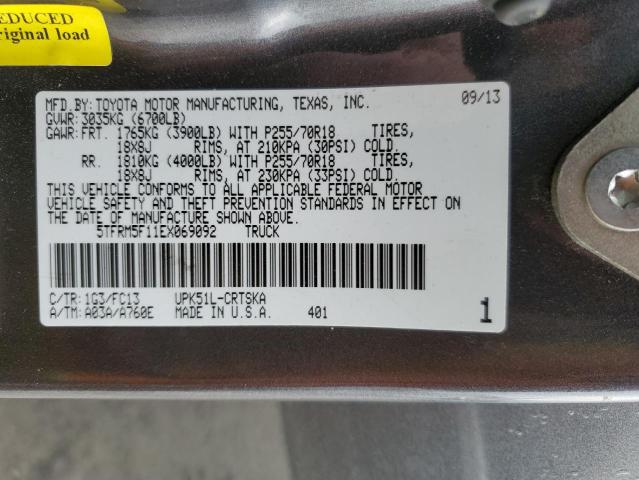 EDUCED
riginal load
MFD.BY:TOYOTA MOTOR MANUFACTURING, TEXAS, INC. 09/13
GVWR:3035KG (6700LB)
GAWR:FRT. 1765KG (3900LB) WITH P255/70R18 TIRES,
18X8J RIMS, AT 210KPA (30PSI) COLD.
RR. 1810KG (4000LB) WITH P255/70R18 TIRES,
18X8J RIMS, AT 230KPA (33PSI) COLD.
THIS VEHICLE CONFORMS TO ALL APPLICABLE FEDERAL MOTOR
VEHICLE SAFETY AND THEFT PREVENTION STANDARDS IN EFFECT ON
THE DATE OF MANUFACTURE SHOWN ABOVE.
5TFRM5F11EX069092 TRUCK
C/TR:1G3/FC13 UPK51L-CRTSKA
A/TM:A03A/A760E MADE IN U.S.A. 401 1